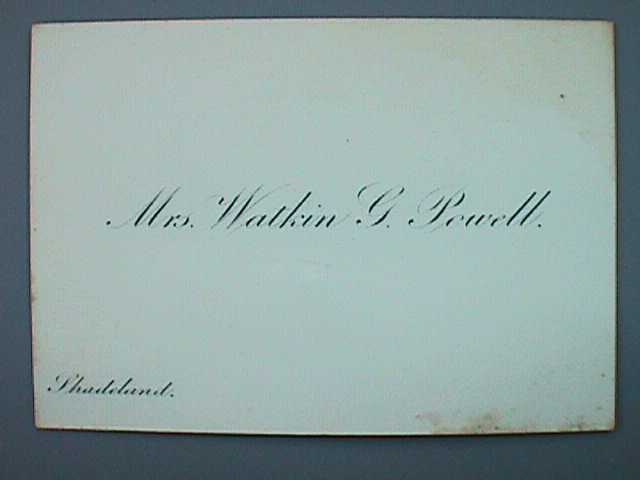 Mrs. Watkin G. Powell.
Shadeland.